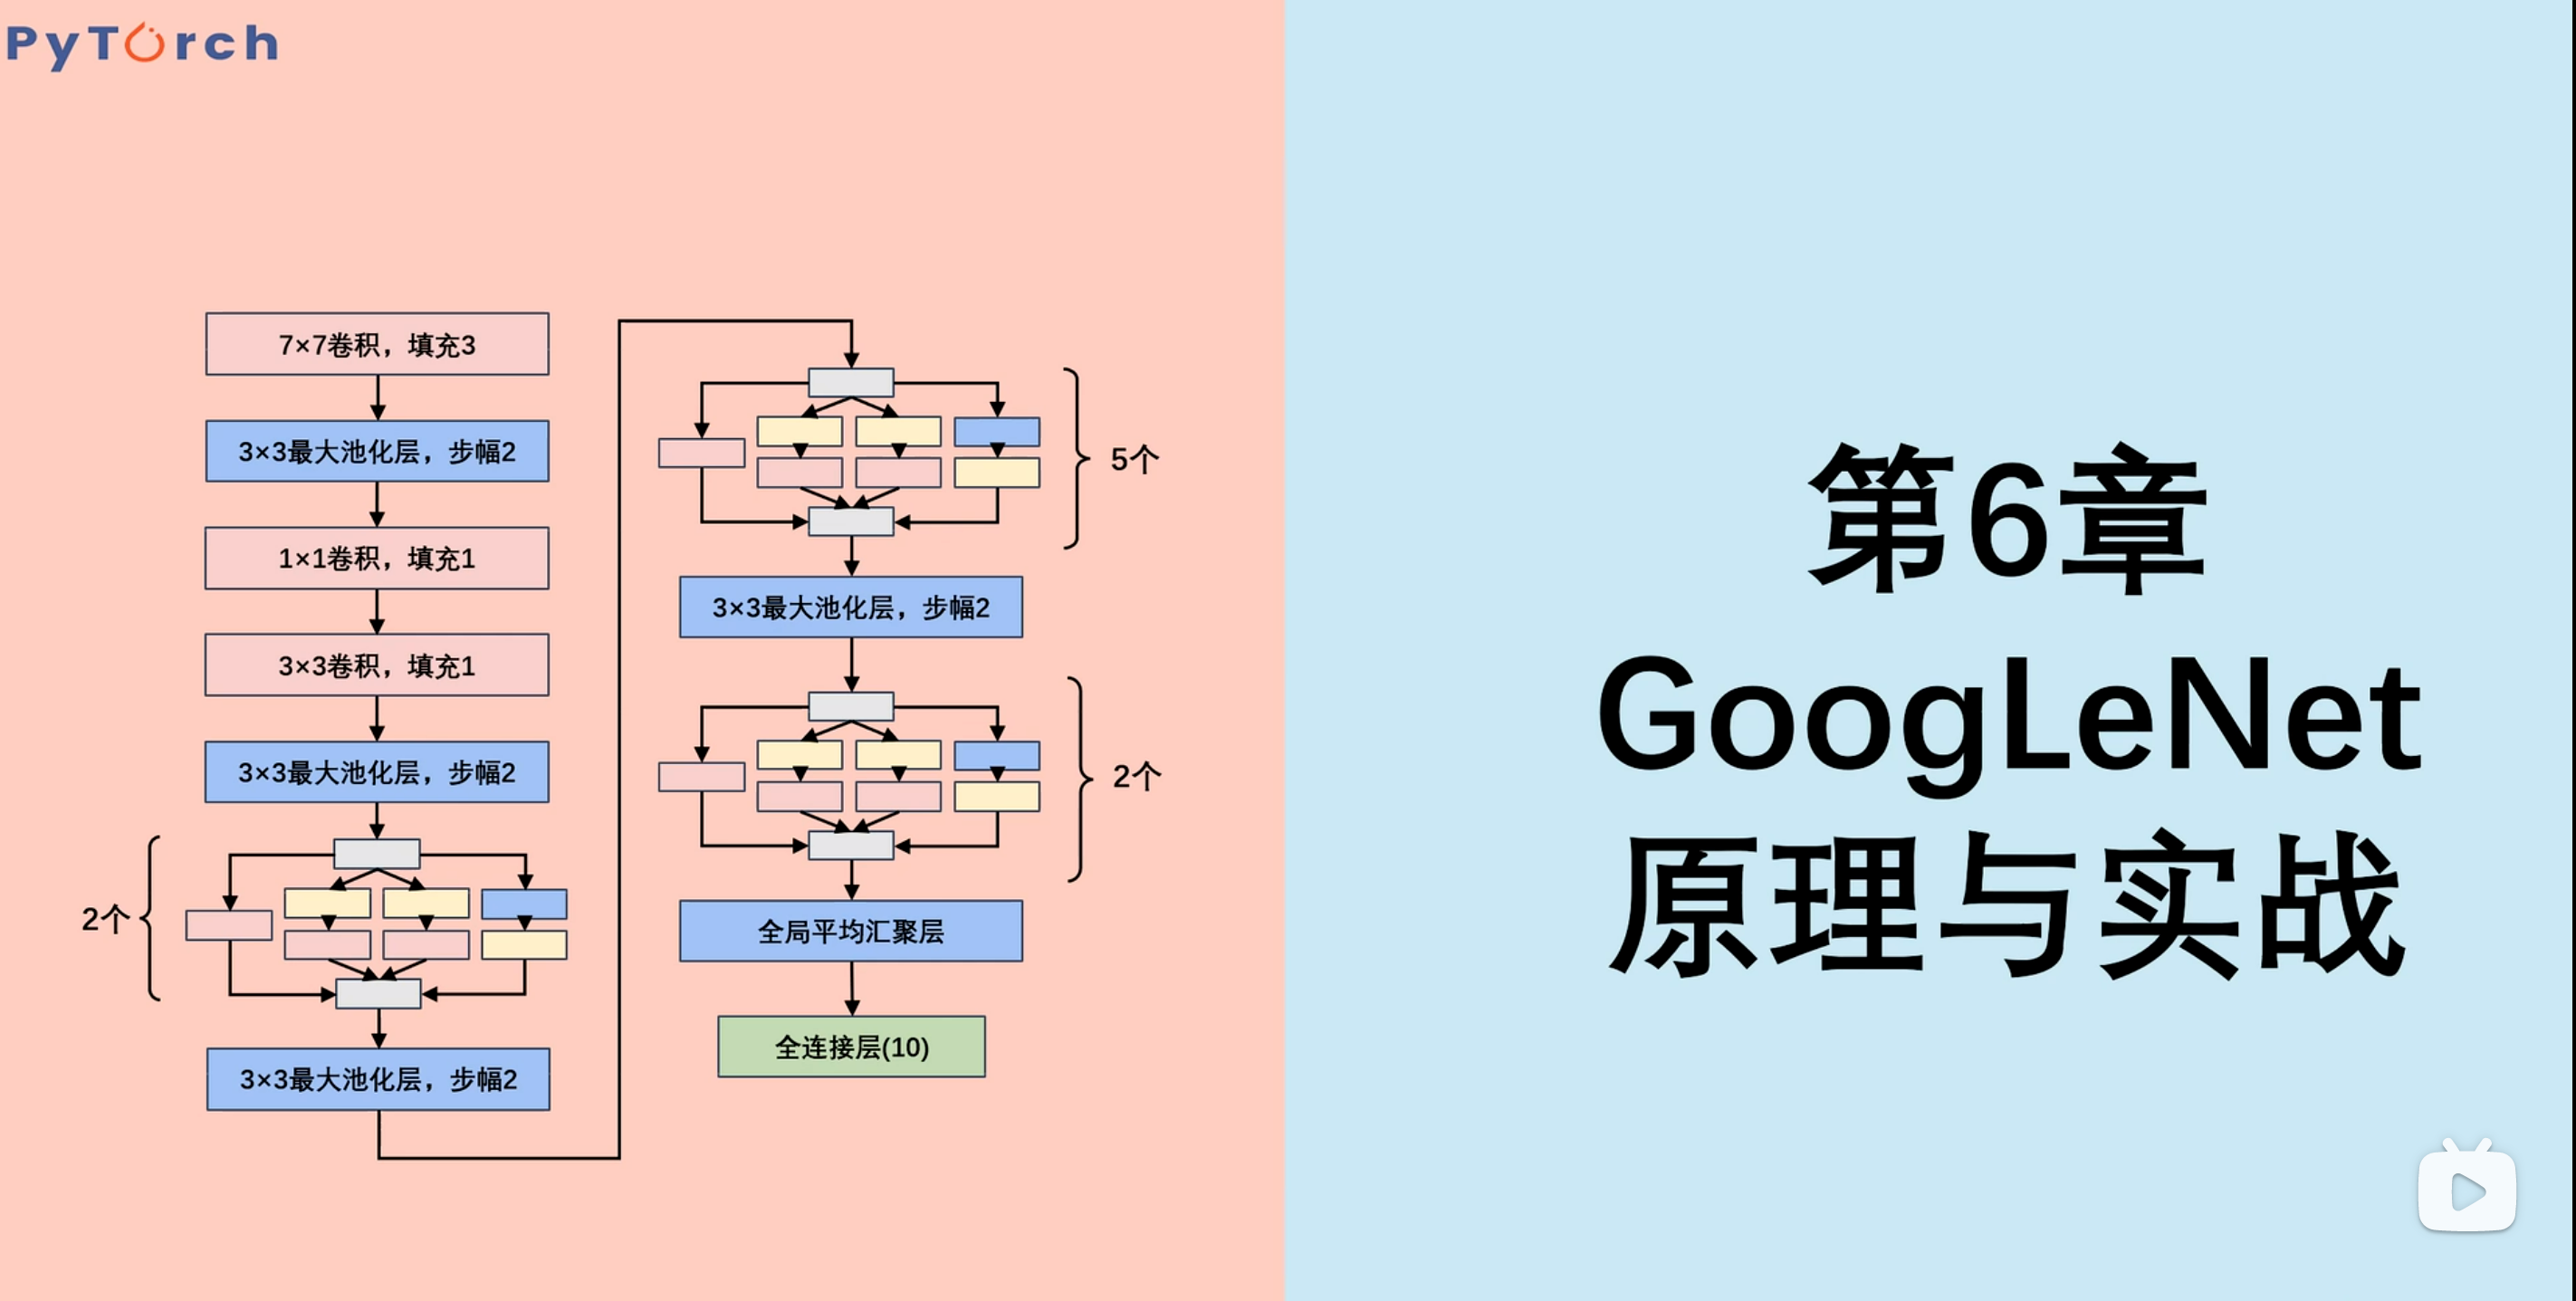 PyTorch
7×7卷积，填充3
3×3最大池化层，步幅2
1×1卷积，填充1
3×3卷积，填充1
3×3最大池化层，步幅2
2个
3×3最大池化层，步幅2
5个
3×3最大池化层，步幅2
2个
全局平均汇聚层
全连接层(10)
第6章
GoogLeNet
原理与实战